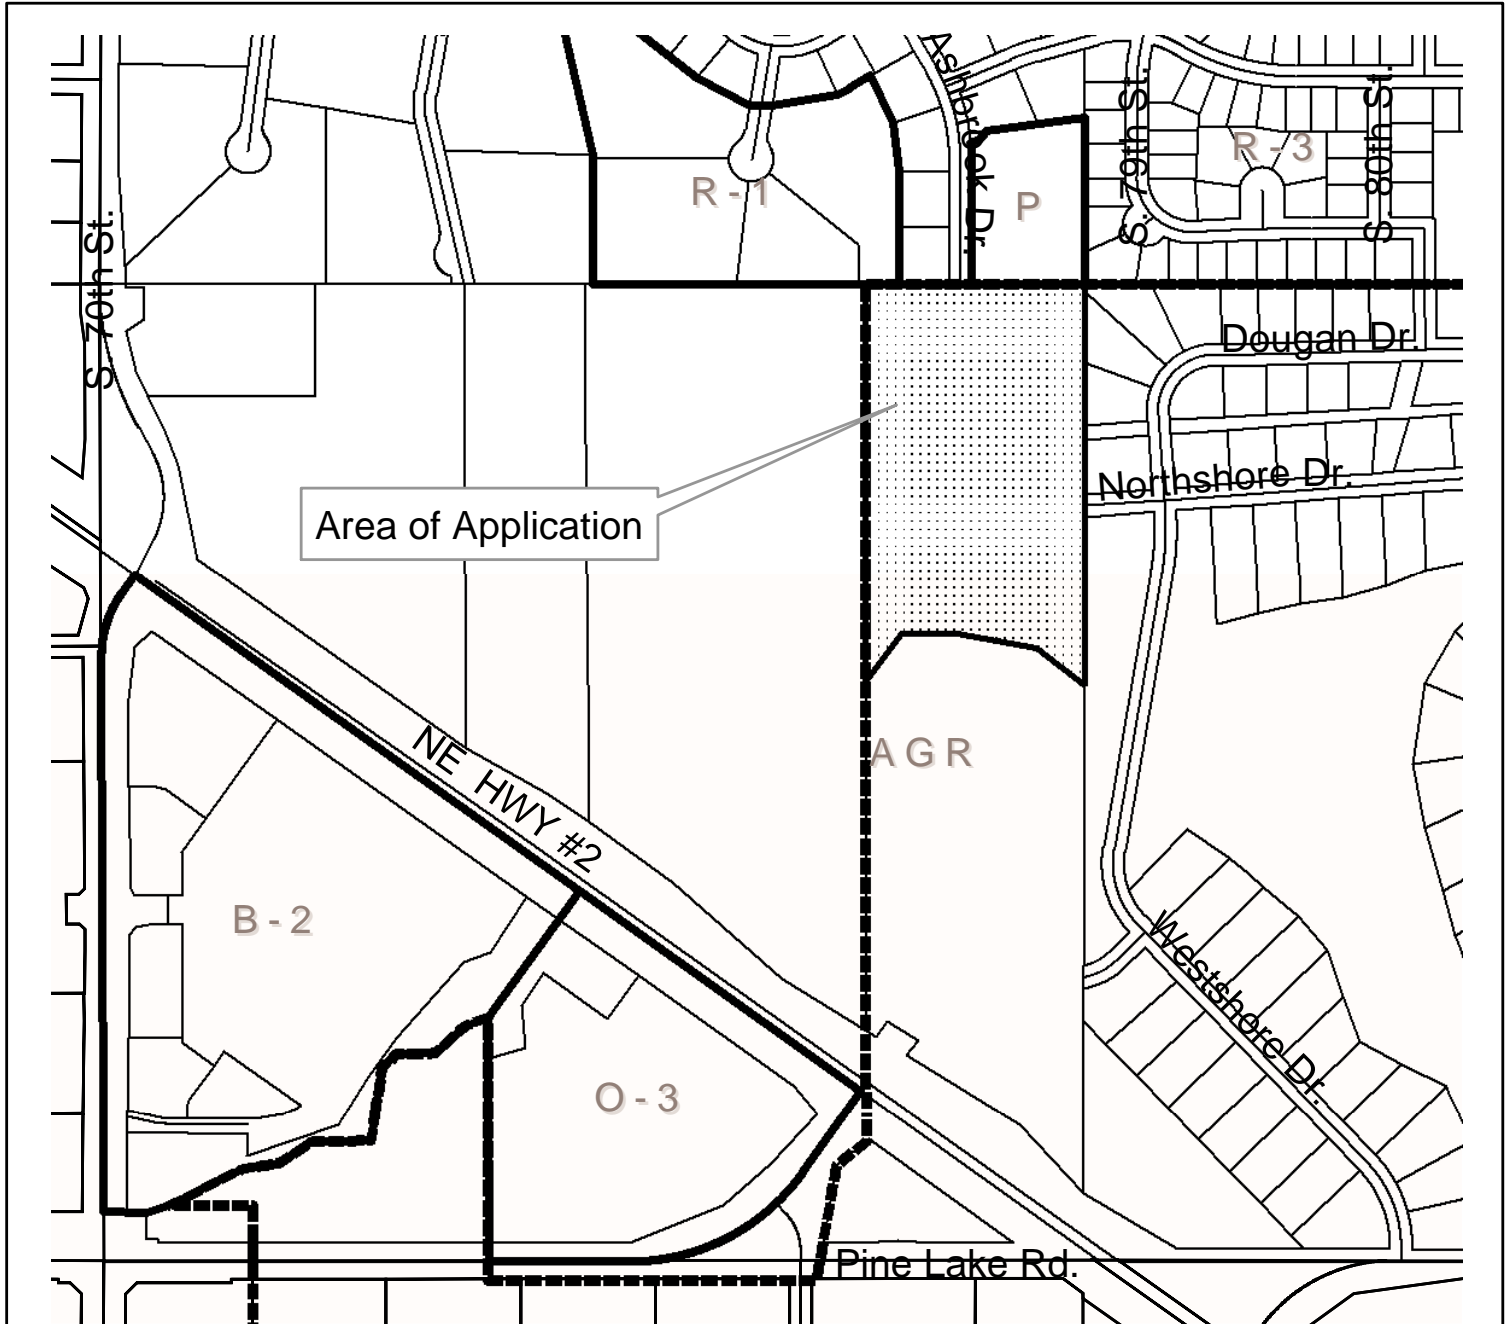 Ashbrook Dr.
S. 79th St.
S. 80th St.
R - 3
R - 1
P
S. 70th St.
Dougan Dr.
Northshore Dr.
Area of Application
NE HWY #2
A G R
B - 2
Westshore Dr.
O - 3
Pine Lake Rd.